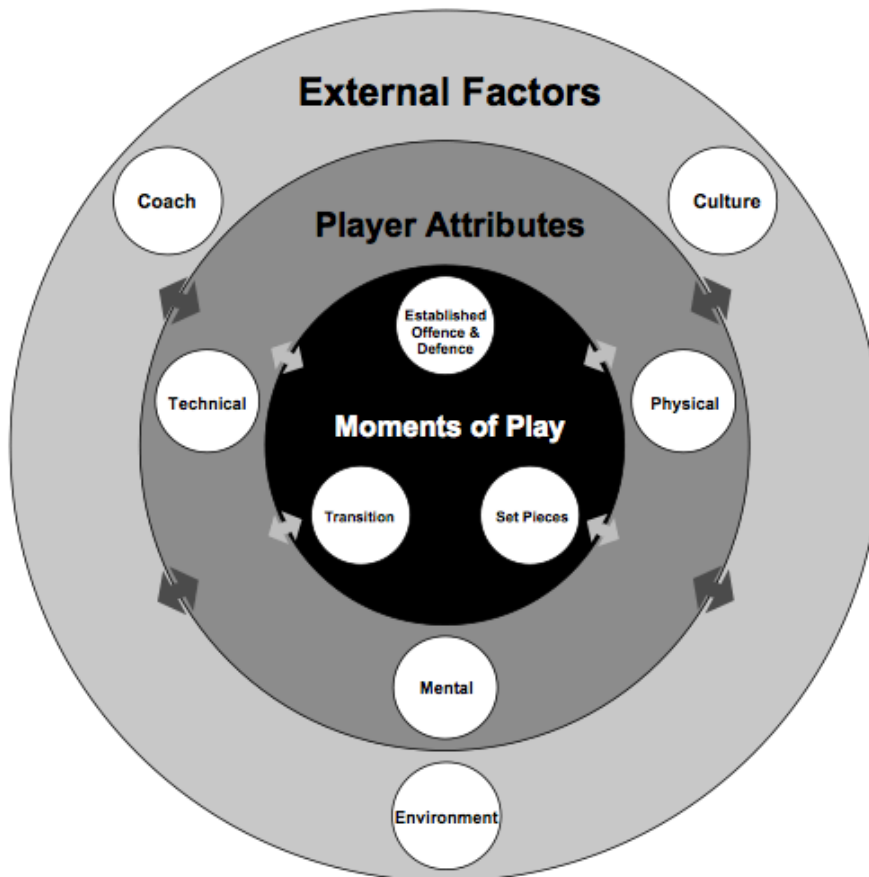 External Factors
Coach
Culture
Player Attributes
Established
Offence &
Defence
Technical
Physical
Moments of Play
Transition
Set Pieces
Mental
Environment